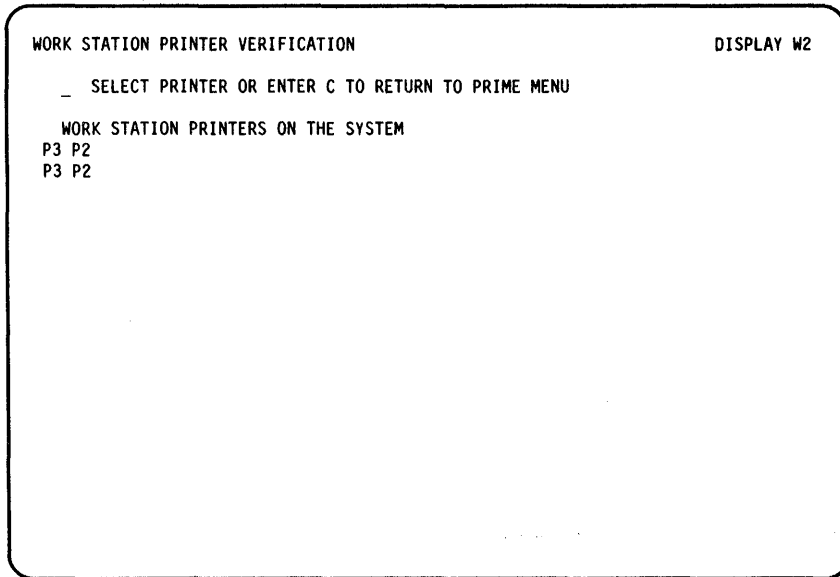 WORK STATION PRINTER VERIFICATION DISPLAY W2
_ SELECT PRINTER OR ENTER C TO RETURN TO PRIME MENU
WORK STATION PRINTERS ON THE SYSTEM
P3 P2
P3 P2